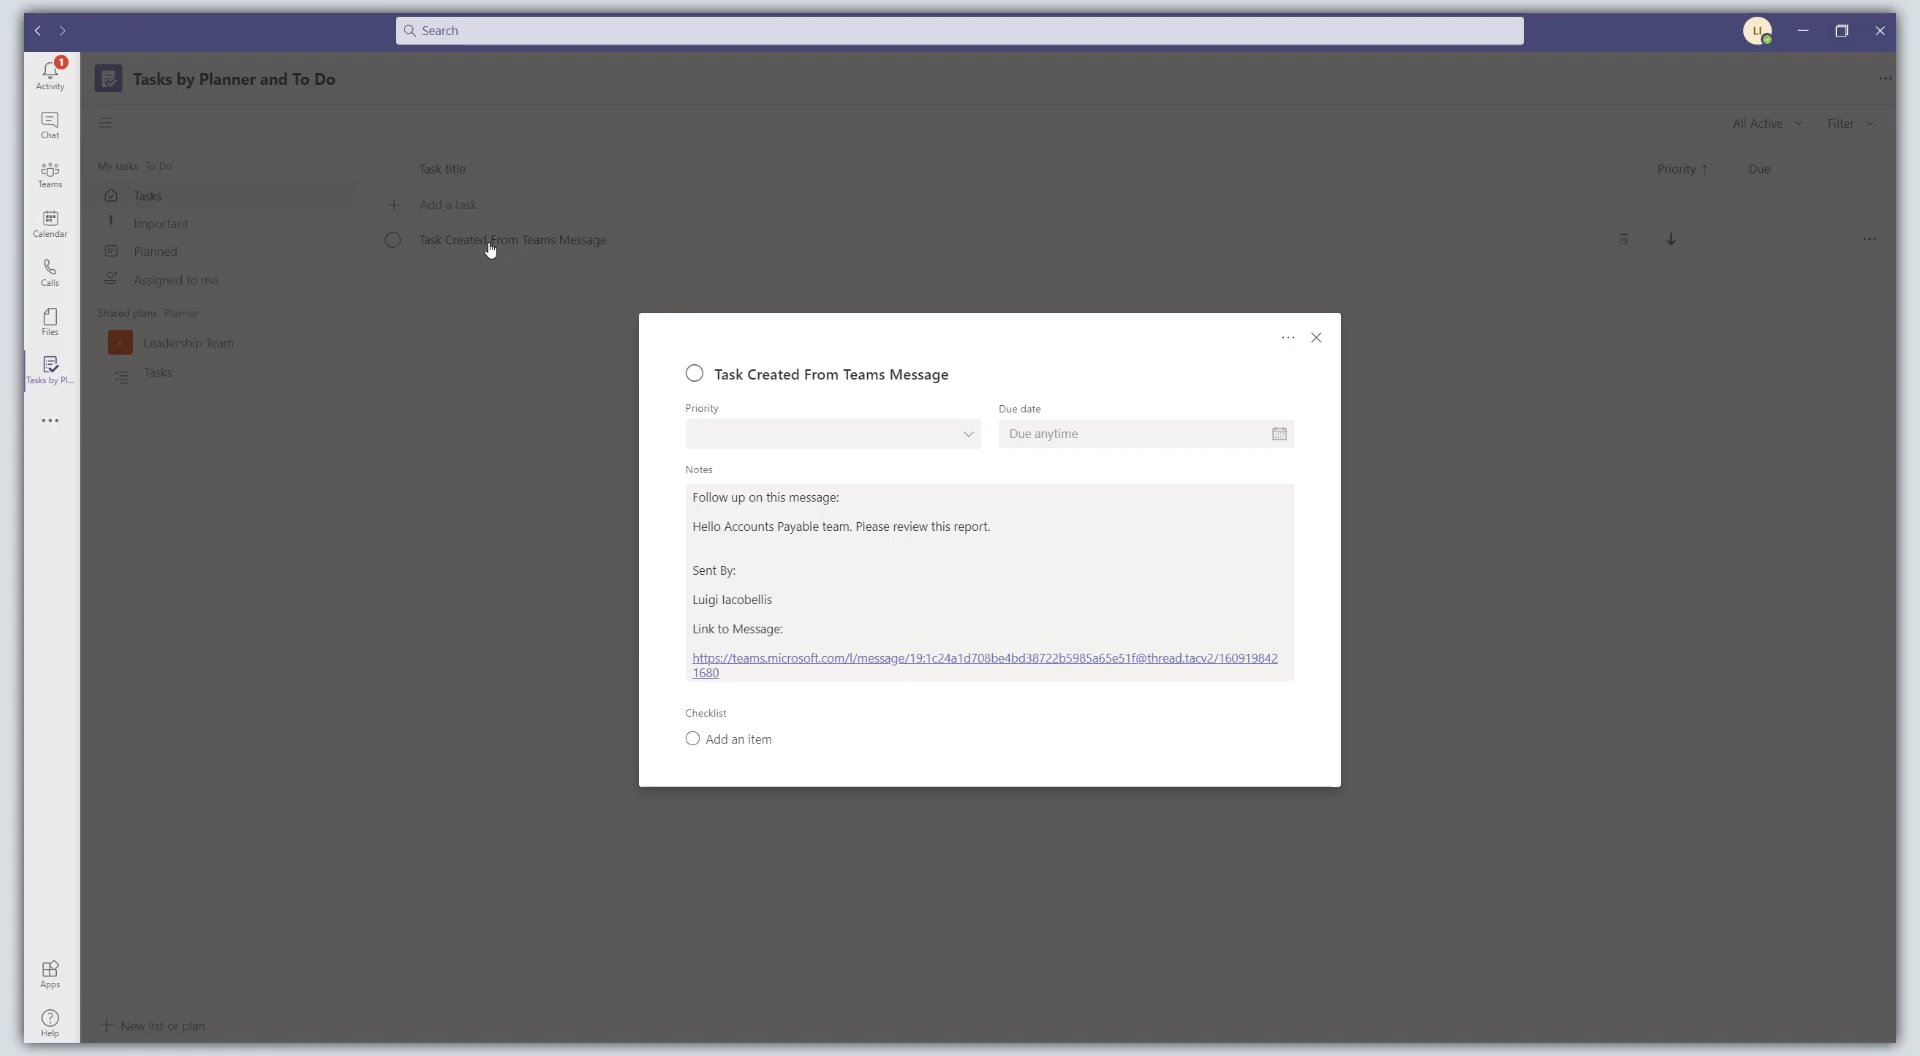 Search
LI
1
Activity
Chat
Teams
Calendar
Calls
Files
Tasks by Pl...
Apps
Help
Tasks by Planner and To Do
All Active
Filter
My tasks To Do
Tasks
Important
Planned
Assigned to me
Shared plans Planner
Leadership Team
Tasks
New list or plan
Task title
Priority
Due
Add a task
Task Created From Teams Message
Task Created From Teams Message
Priority
Due date
Due anytime
Notes
Follow up on this message:
Hello Accounts Payable team. Please review this report.
Sent By:
Luigi Iacobellis
Link to Message:
https://teams.microsoft.com/l/message/19:1c24a1d708be4bd38722b5985a65e51f@thread.tacv2/160919842
1680
Checklist
Add an item